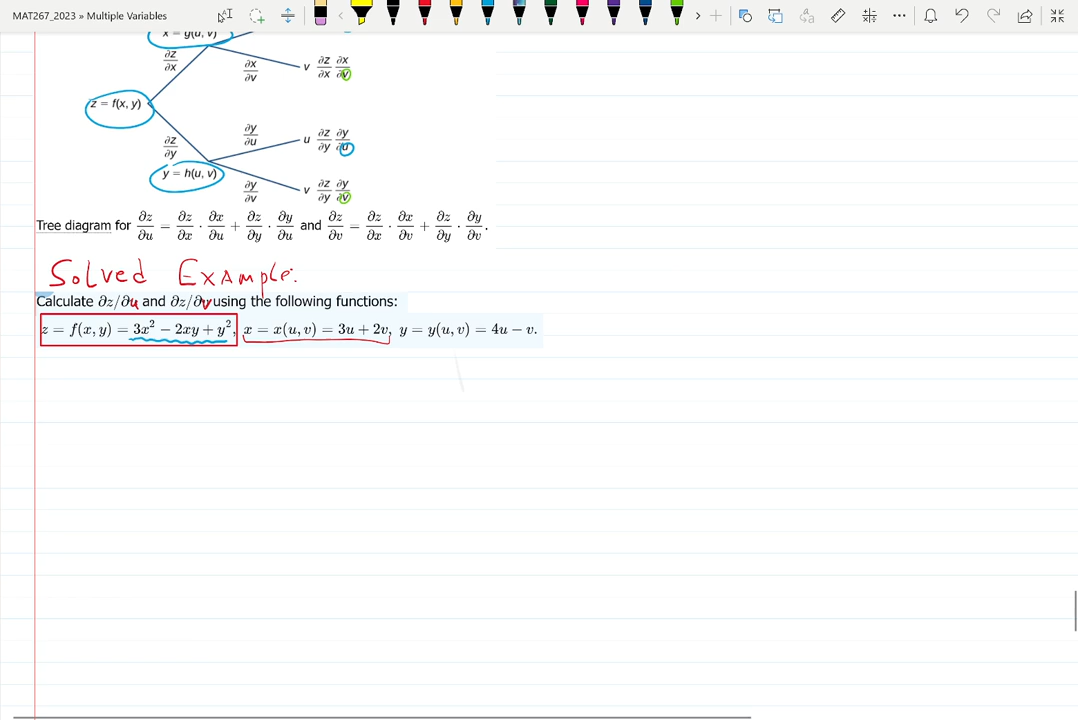 MAT267_2023 » Multiple Variables
x = g(u, v)
∂z/∂x
∂x/∂v
v ∂z/∂x ∂x/∂v
z = f(x, y)
∂z/∂y
∂y/∂u
u ∂z/∂y ∂y/∂u
y = h(u, v)
∂y/∂v
v ∂z/∂y ∂y/∂v
Tree diagram for ∂z/∂u = ∂z/∂x · ∂x/∂u + ∂z/∂y · ∂y/∂u and ∂z/∂v = ∂z/∂x · ∂x/∂v + ∂z/∂y · ∂y/∂v.
Solved Example.
Calculate ∂z/∂u and ∂z/∂v using the following functions:
z = f(x, y) = 3x² − 2xy + y², x = x(u, v) = 3u + 2v, y = y(u, v) = 4u − v.